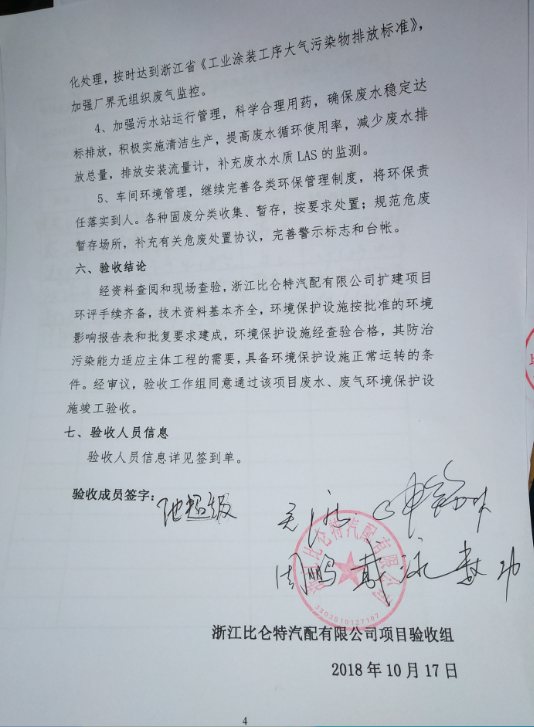 化处理，按时达到浙江省《工业涂装工序大气污染物排放标准》，
加强厂界无组织废气监控。
4、加强污水站运行管理，科学合理用药，确保废水稳定达
标排放，积极实施清洁生产，提高废水循环使用率，减少废水排
放总量，排放安装流量计，补充废水水质 LAS 的监测。
5、车间环境管理，继续完善各类环保管理制度，将环保责
任落实到人。各种固废分类收集、暂存，按要求处置；规范危废
暂存场所，补充有关危废处置协议，完善警示标志和台帐。
六、验收结论
经资料查阅和现场查验，浙江比仑特汽配有限公司扩建项目
环评手续齐备，技术资料基本齐全，环境保护设施按批准的环境
影响报告表和批复要求建成，环境保护设施经查验合格，其防治
污染能力适应主体工程的需要，具备环境保护设施正常运转的条
件。经审议，验收工作组同意通过该项目废水、废气环境保护设
施竣工验收。
七、验收人员信息
验收人员信息详见签到单。
验收成员签字：
浙江比仑特汽配有限公司
浙江比仑特汽配有限公司项目验收组
2018 年 10 月 17 日
4